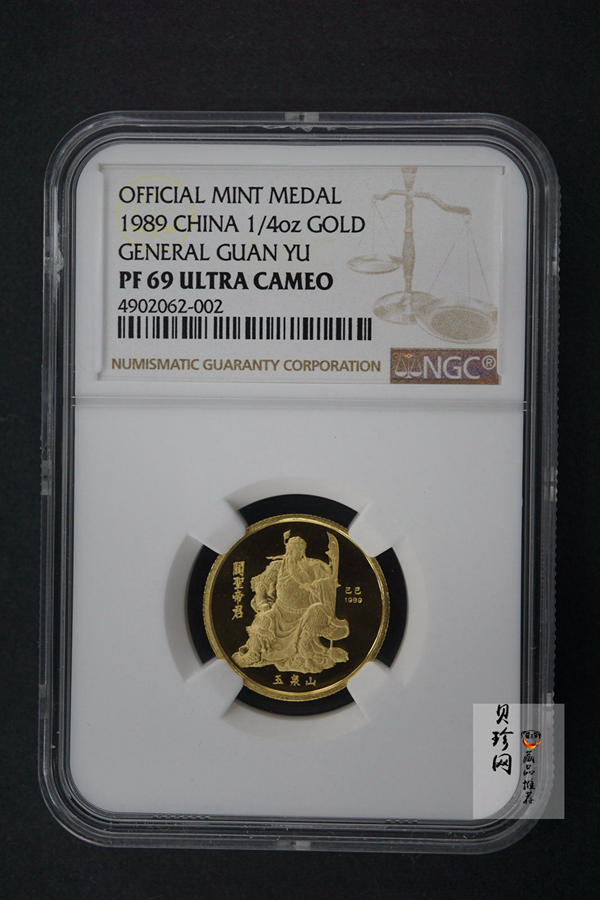 OFFICIAL MINT MEDAL
1989 CHINA 1/4oz GOLD
GENERAL GUAN YU
PF 69 ULTRA CAMEO
4902062-002
NUMISMATIC GUARANTY CORPORATION
NGC®
關聖帝君
己巳
1989
玉泉山
贝珍网
藏品推荐